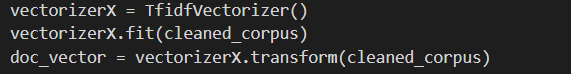 vectorizerX = TfidfVectorizer()
vectorizerX.fit(cleaned_corpus)
doc_vector = vectorizerX.transform(cleaned_corpus)